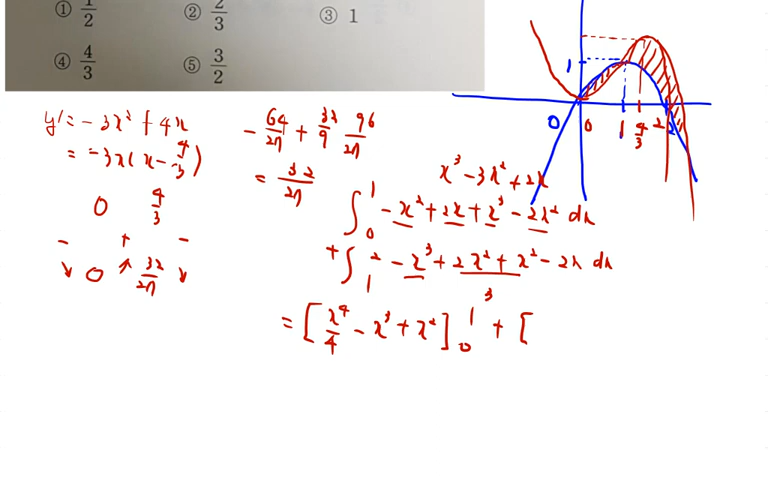 ① 1/2 ② 2/3 ③ 1
④ 4/3 ⑤ 3/2
1
0 0 1 4/3 2 2
y' = -3x² + 4x
= -3x(x - 4/3)
0 4/3
- + -
↘ 0 ↗ 32/27 ↘
- 64/27 + 32/9 96/27
= 32/27
x³ - 3x² + 2x
∫₀¹ -x² + 2x + x³ - 2x² dx
+ ∫₁² -x³ + 2x² + x² - 2x dx
3
= [x⁴/4 - x³ + x²]₀¹ + [